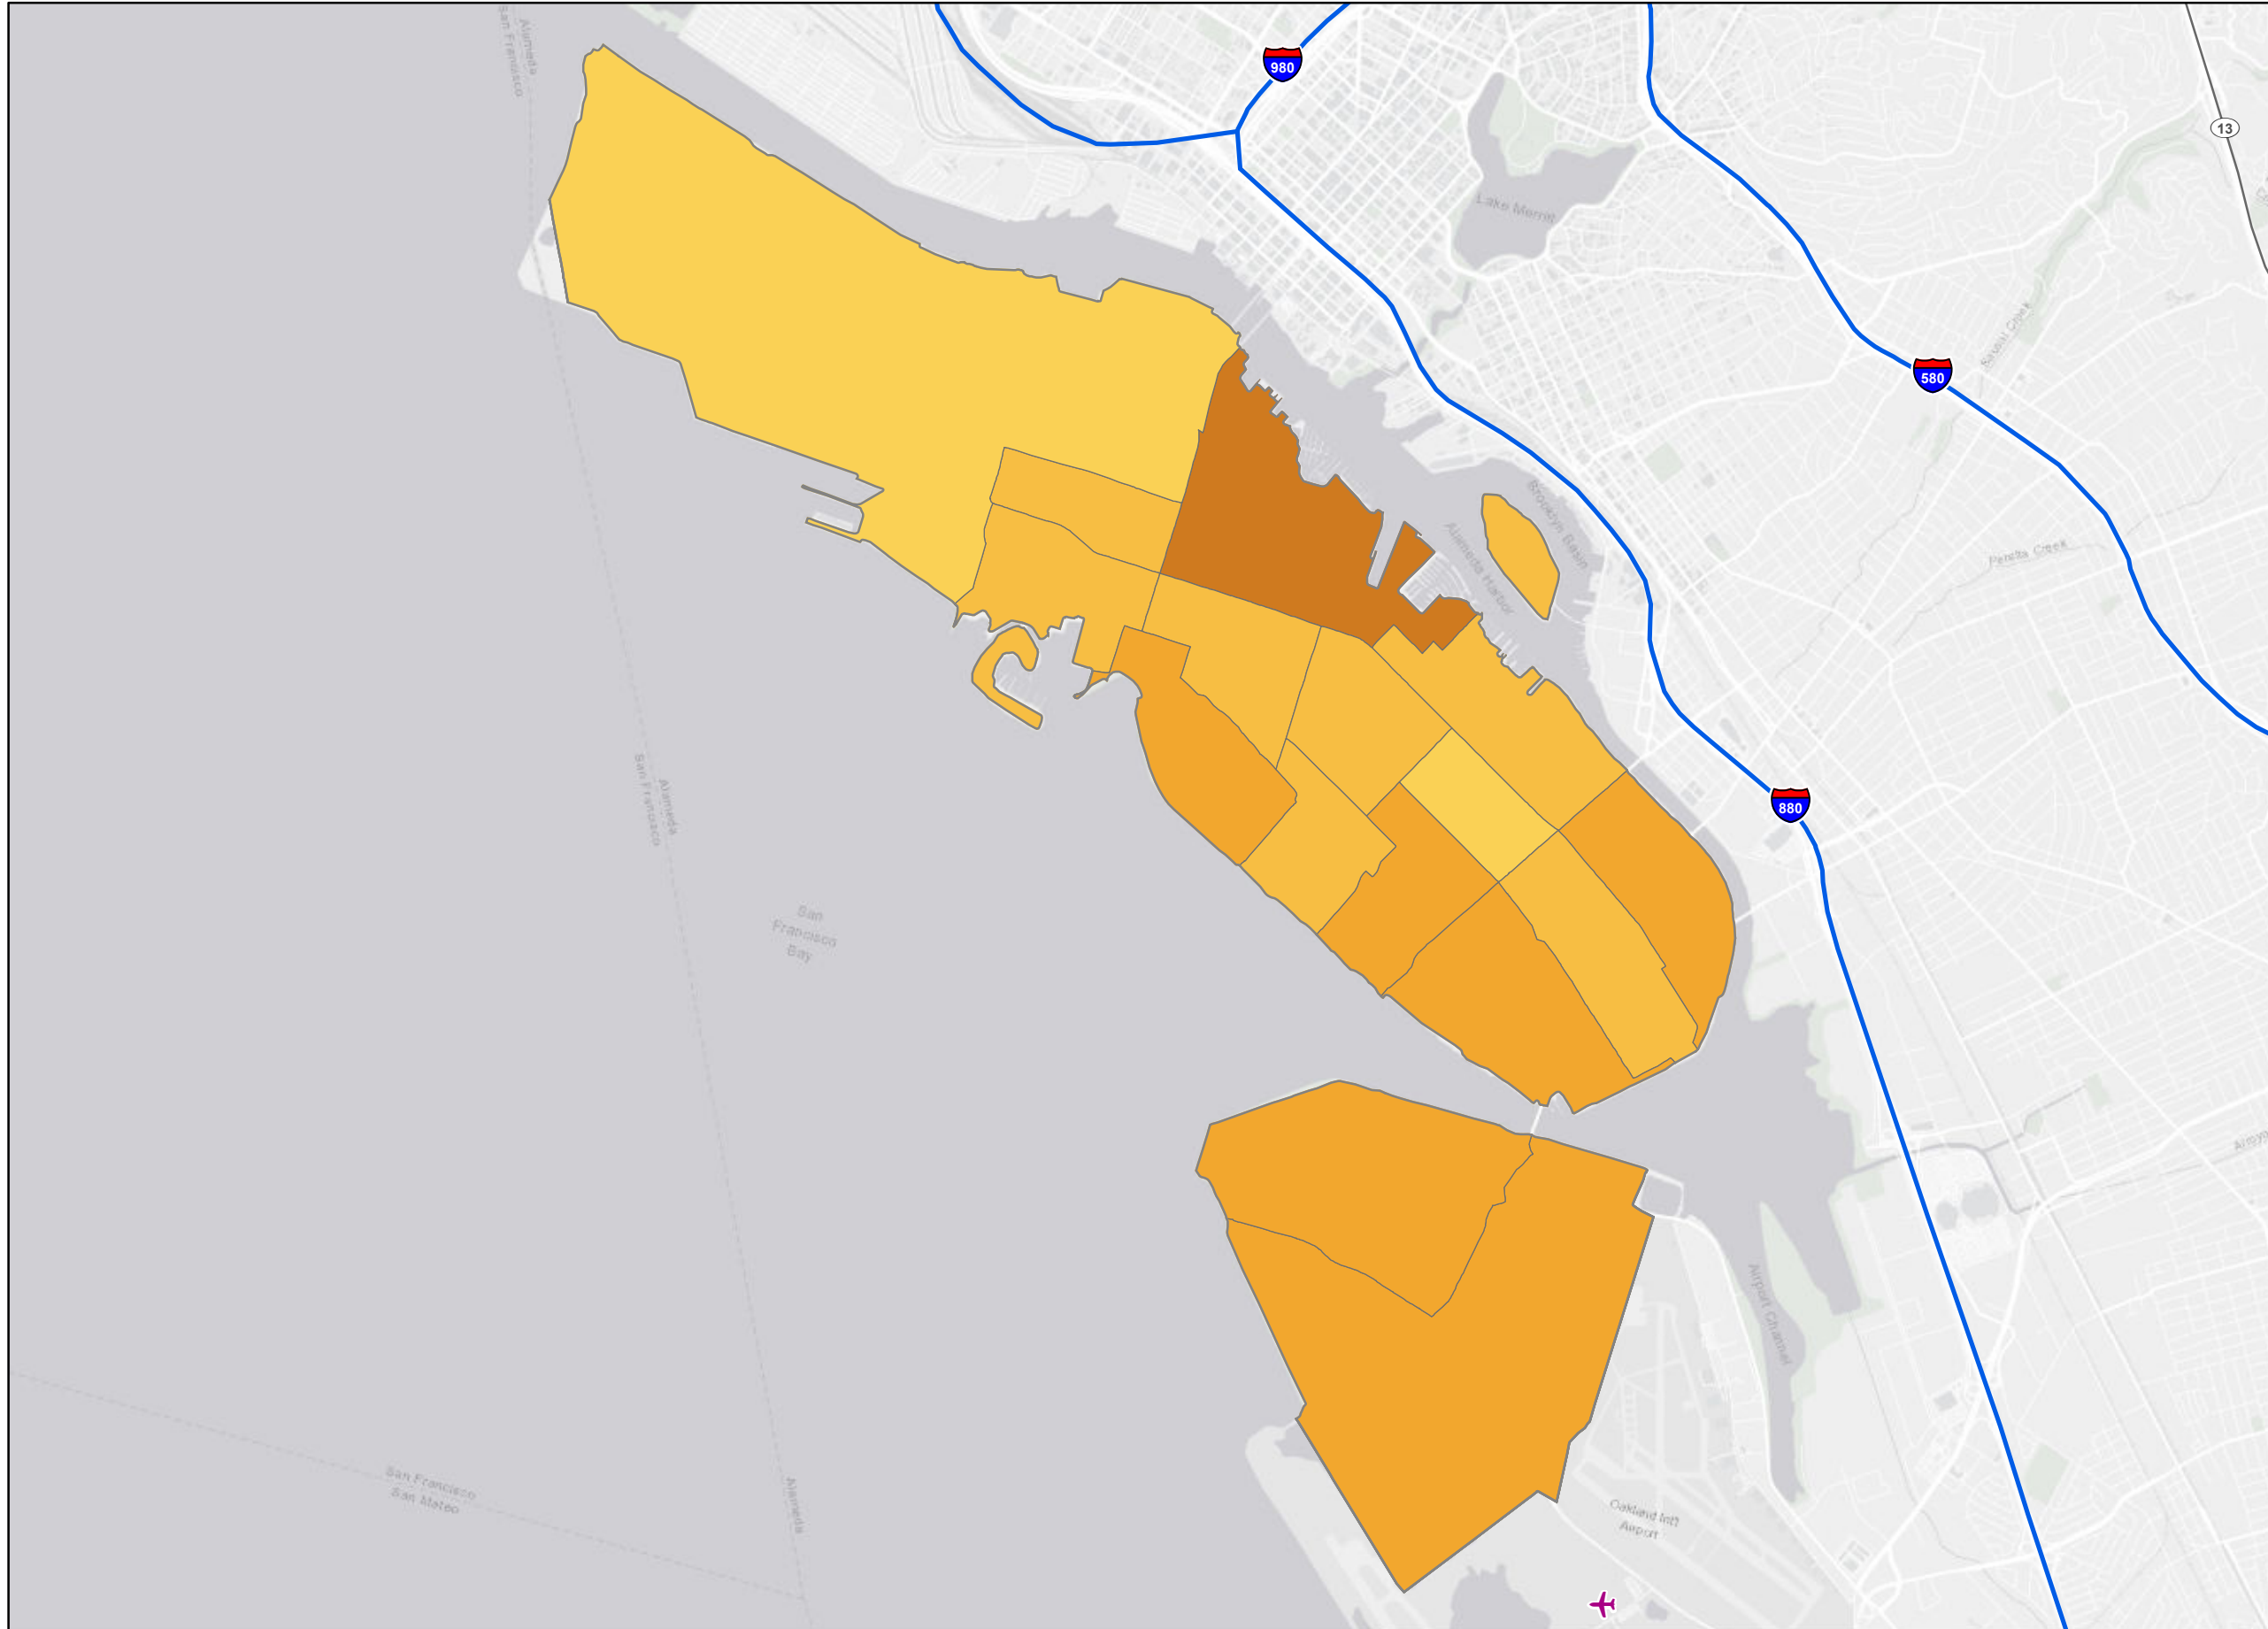 San Francisco
Alameda
980
13
Lake Merritt
Sausal Creek
580
Brooklyn Basin
Alameda Harbor
Peralta Creek
San Francisco
Alameda
880
San
Francisco
Bay
Airport Channel
San Francisco
San Mateo
Alameda
Oakland Int'l
Airport